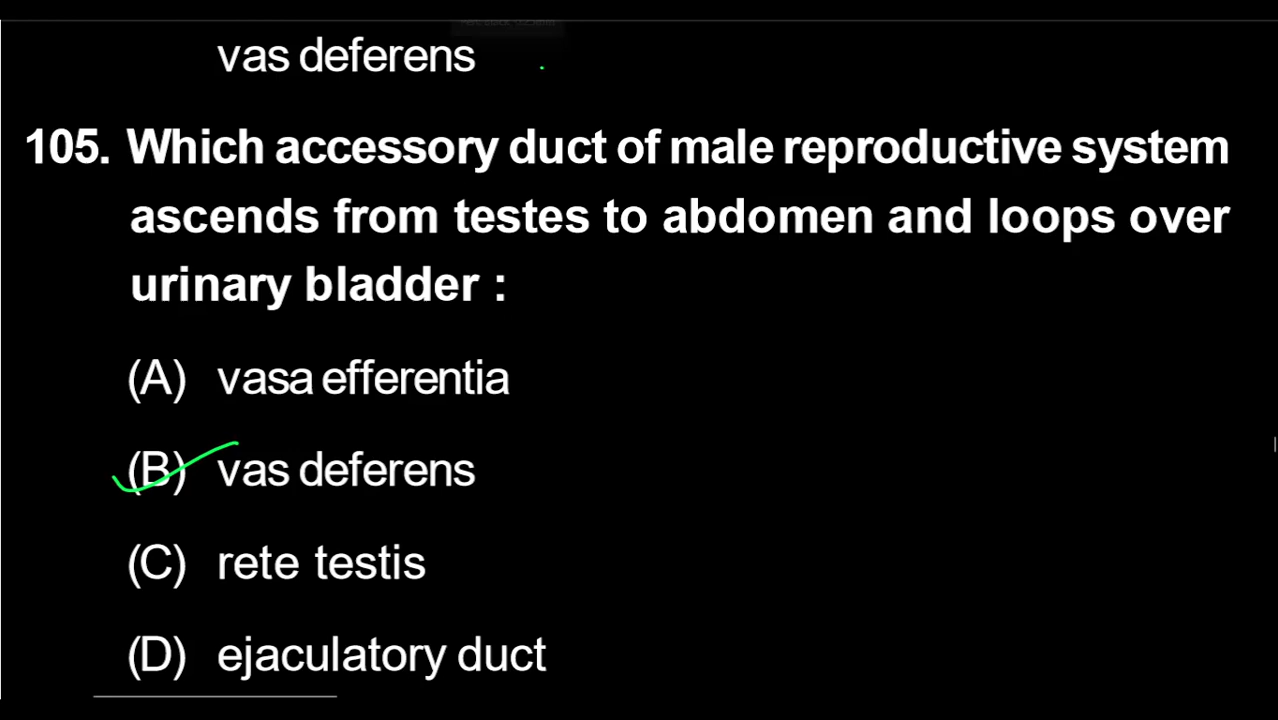 vas deferens
105. Which accessory duct of male reproductive system
ascends from testes to abdomen and loops over
urinary bladder :
(A) vasa efferentia
(B) vas deferens
(C) rete testis
(D) ejaculatory duct